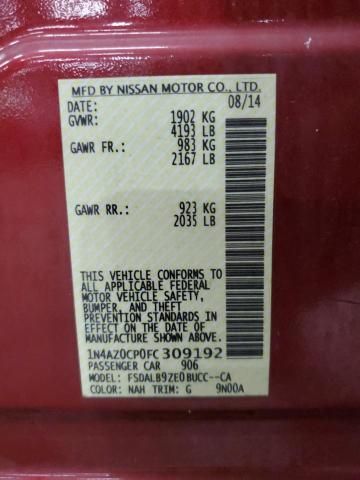 MFD BY NISSAN MOTOR CO., LTD.
DATE: 08/14
GVWR: 1902 KG
4193 LB
GAWR FR.: 983 KG
2167 LB
GAWR RR.: 923 KG
2035 LB
THIS VEHICLE CONFORMS TO
ALL APPLICABLE FEDERAL
MOTOR VEHICLE SAFETY,
BUMPER, AND THEFT
PREVENTION STANDARDS IN
EFFECT ON THE DATE OF
MANUFACTURE SHOWN ABOVE.
1N4AZ0CP0FC309192
PASSENGER CAR 906
MODEL: FSDALB9ZE0BUCC--CA
COLOR: NAH TRIM: G 9N00A